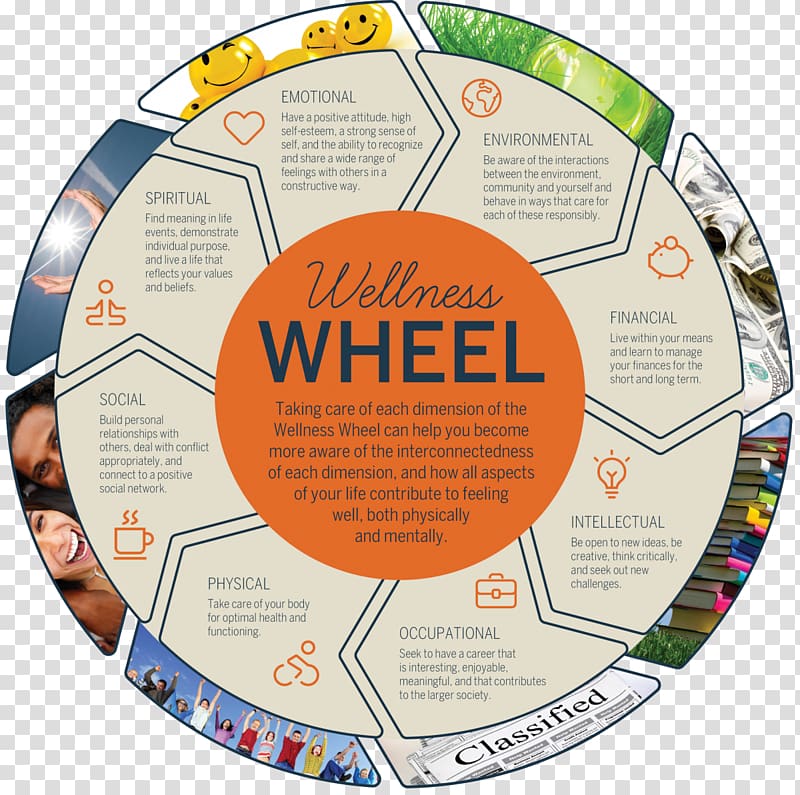 Wellness
WHEEL
Taking care of each dimension of the
Wellness Wheel can help you become
more aware of the interconnectedness
of each dimension, and how all aspects
of your life contribute to feeling
well, both physically
and mentally.
EMOTIONAL
Have a positive attitude, high
self-esteem, a strong sense of
self, and the ability to recognize
and share a wide range of
feelings with others in a
constructive way.
ENVIRONMENTAL
Be aware of the interactions
between the environment,
community and yourself and
behave in ways that care for
each of these responsibly.
FINANCIAL
Live within your means
and learn to manage
your finances for the
short and long term.
INTELLECTUAL
Be open to new ideas, be
creative, think critically,
and seek out new
challenges.
OCCUPATIONAL
Seek to have a career that
is interesting, enjoyable,
meaningful, and that contributes
to the larger society.
Classified
PHYSICAL
Take care of your body
for optimal health and
functioning.
SOCIAL
Build personal
relationships with
others, deal with conflict
appropriately, and
connect to a positive
social network.
SPIRITUAL
Find meaning in life
events, demonstrate
individual purpose,
and live a life that
reflects your values
and beliefs.